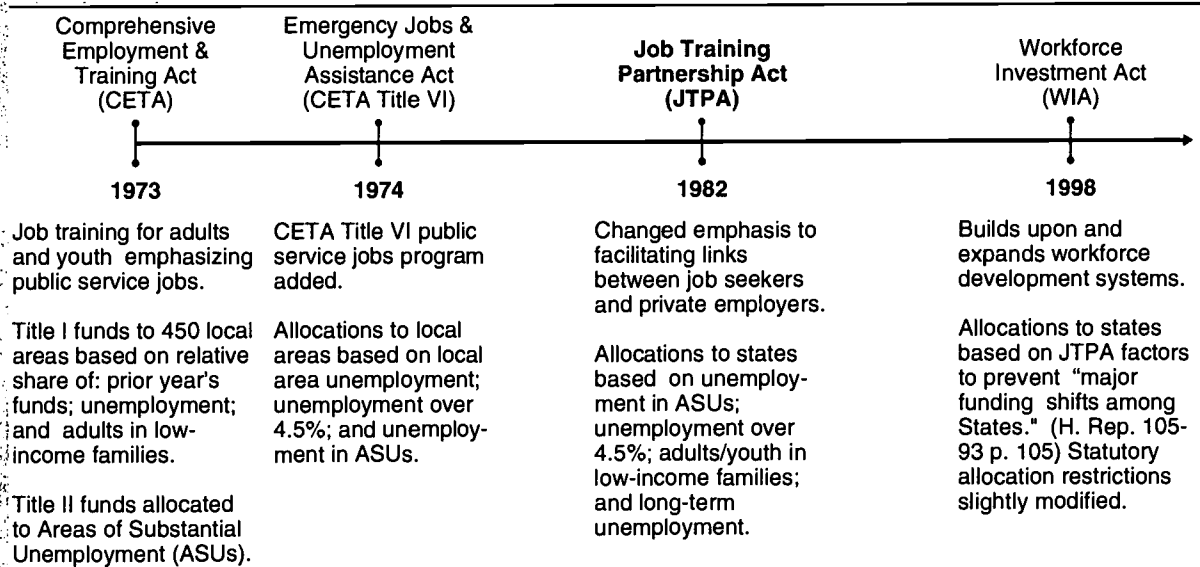 Comprehensive
Employment &
Training Act
(CETA)
Emergency Jobs &
Unemployment
Assistance Act
(CETA Title VI)
Job Training
Partnership Act
(JTPA)
Workforce
Investment Act
(WIA)
1973
1974
1982
1998
Job training for adults
and youth emphasizing
public service jobs.
Title I funds to 450 local
areas based on relative
share of: prior year's
funds; unemployment;
and adults in low-
income families.
Title II funds allocated
to Areas of Substantial
Unemployment (ASUs).
CETA Title VI public
service jobs program
added.
Allocations to local
areas based on local
area unemployment;
unemployment over
4.5%; and unemploy-
ment in ASUs.
Changed emphasis to
facilitating links
between job seekers
and private employers.
Allocations to states
based on unemploy-
ment in ASUs;
unemployment over
4.5%; adults/youth in
low-income families;
and long-term
unemployment.
Builds upon and
expands workforce
development systems.
Allocations to states
based on JTPA factors
to prevent "major
funding shifts among
States." (H. Rep. 105-
93 p. 105) Statutory
allocation restrictions
slightly modified.